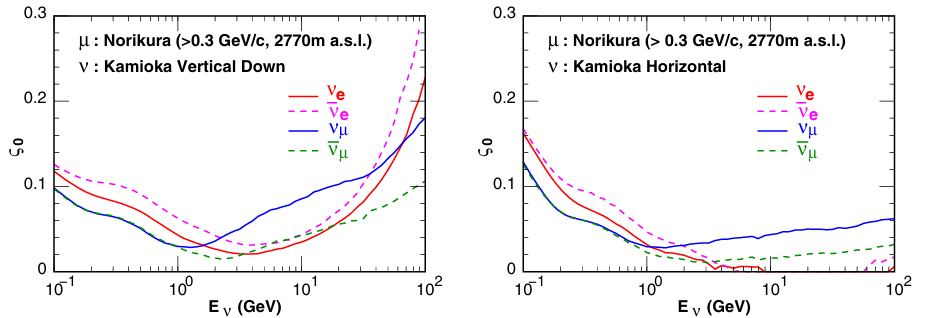 0.3
0.2
0.1
0
ς0
μ : Norikura (>0.3 GeV/c, 2770m a.s.l.)
ν : Kamioka Vertical Down
νe
ν̅e
νμ
ν̅μ
10⁻¹ 10⁰ 10¹ 10²
Eν (GeV)
0.3
0.2
0.1
0
ς0
μ : Norikura (> 0.3 GeV/c, 2770m a.s.l.)
ν : Kamioka Horizontal
νe
ν̅e
νμ
ν̅μ
10⁻¹ 10⁰ 10¹ 10²
Eν (GeV)